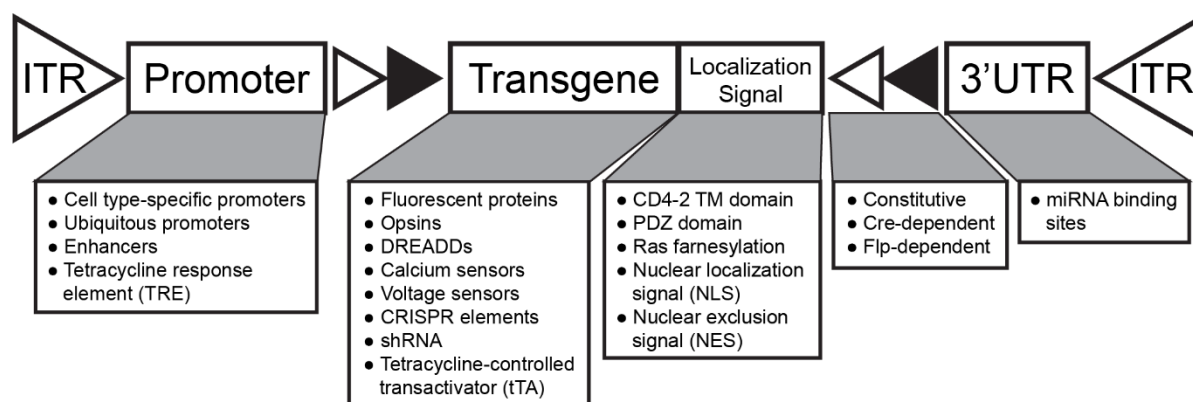 ITR
Promoter
Transgene
Localization
Signal
3'UTR
ITR
● Cell type-specific promoters
● Ubiquitous promoters
● Enhancers
● Tetracycline response
element (TRE)
● Fluorescent proteins
● Opsins
● DREADDs
● Calcium sensors
● Voltage sensors
● CRISPR elements
● shRNA
● Tetracycline-controlled
transactivator (tTA)
● CD4-2 TM domain
● PDZ domain
● Ras farnesylation
● Nuclear localization
signal (NLS)
● Nuclear exclusion
signal (NES)
● Constitutive
● Cre-dependent
● Flp-dependent
● miRNA binding
sites